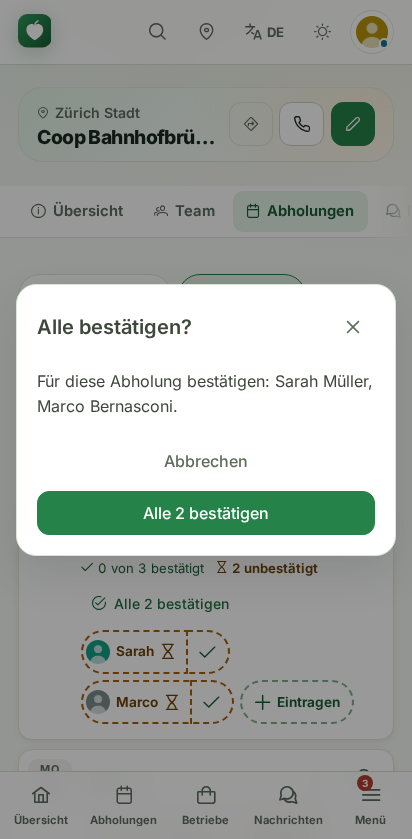 DE
Zürich Stadt
Coop Bahnhofbrü...
Übersicht
Team
Abholungen
Alle bestätigen?
Für diese Abholung bestätigen: Sarah Müller,
Marco Bernasconi.
Abbrechen
Alle 2 bestätigen
0 von 3 bestätigt
2 unbestätigt
Alle 2 bestätigen
Sarah
Marco
Eintragen
MO
3
Übersicht
Abholungen
Betriebe
Nachrichten
Menü